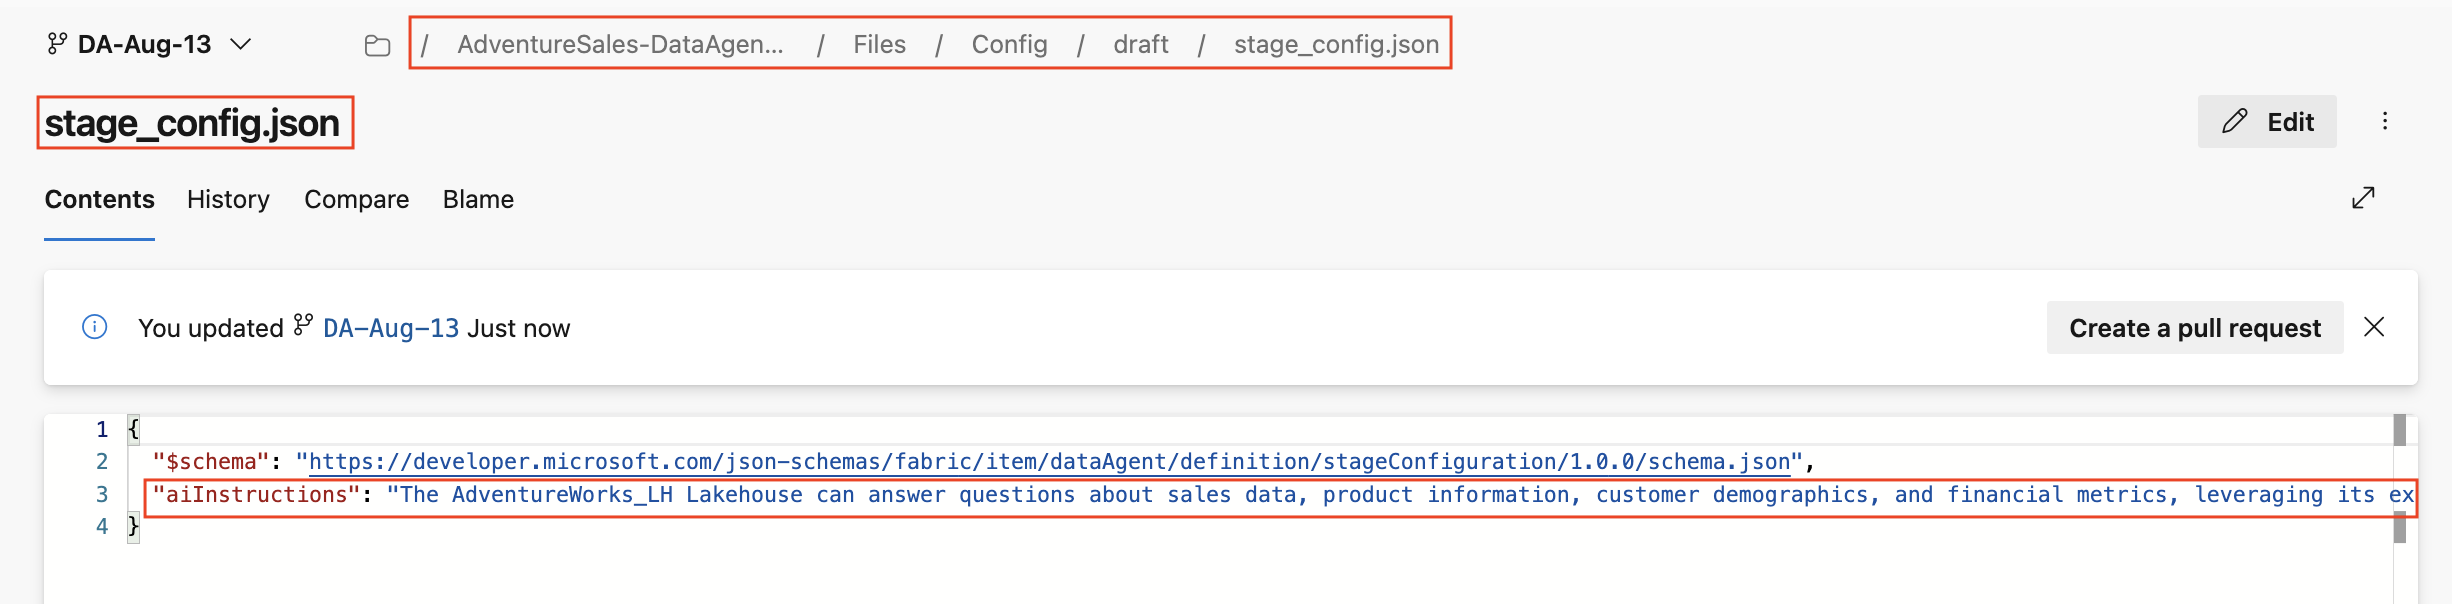 DA-Aug-13 / AdventureSales-DataAgen... / Files / Config / draft / stage_config.json
stage_config.json
Edit
Contents History Compare Blame
You updated DA-Aug-13 Just now
Create a pull request
1 {
2 "$schema": "https://developer.microsoft.com/json-schemas/fabric/item/dataAgent/definition/stageConfiguration/1.0.0/schema.json",
3 "aiInstructions": "The AdventureWorks_LH Lakehouse can answer questions about sales data, product information, customer demographics, and financial metrics, leveraging its ex
4 }